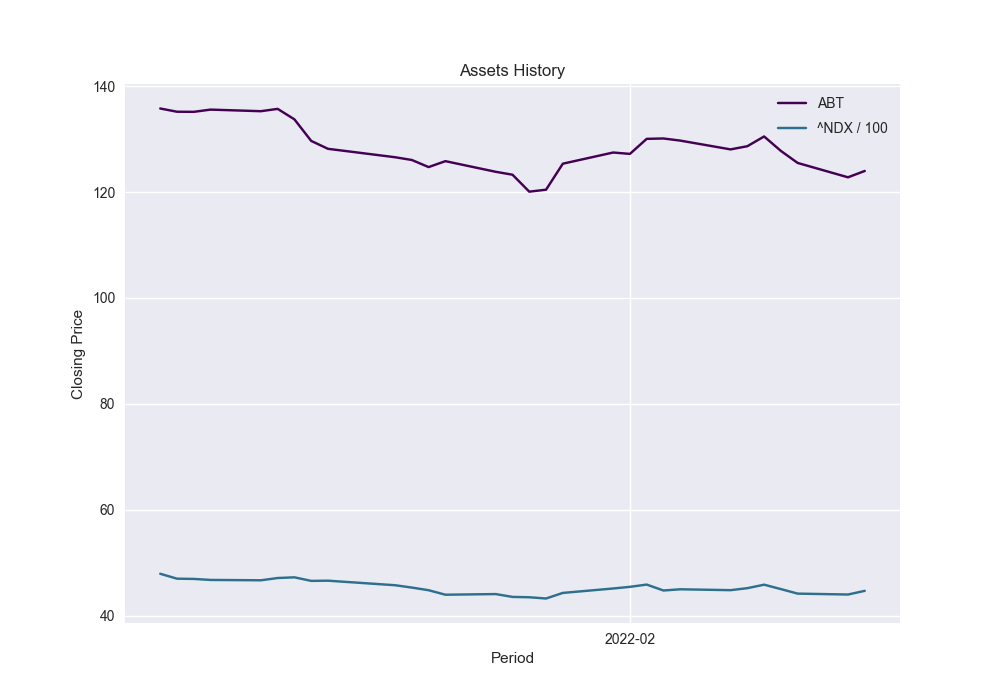 Assets History
140
120
100
80
60
40
Closing Price
ABT
^NDX / 100
2022-02
Period